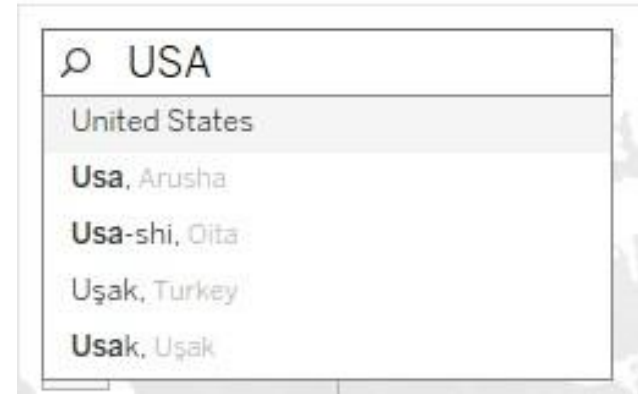 USA
United States
Usa, Arusha
Usa-shi, Oita
Uşak, Turkey
Usak, Uşak